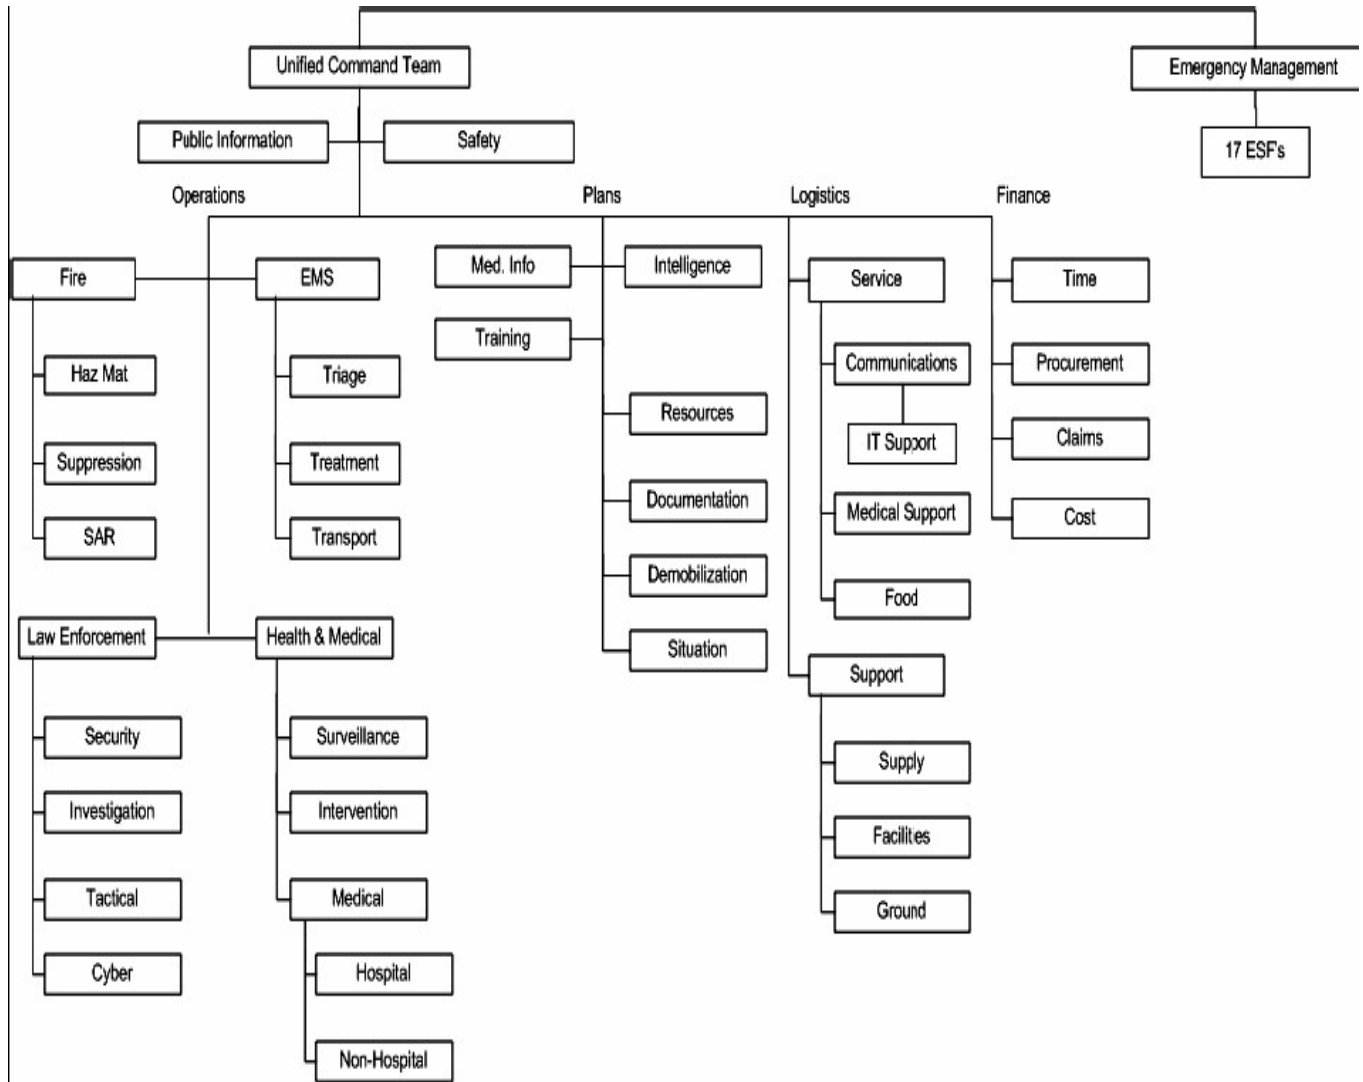 Unified Command Team
Emergency Management
Public Information
Safety
17 ESF's
Operations
Plans
Logistics
Finance
Fire
EMS
Med. Info
Intelligence
Service
Time
Training
Haz Mat
Triage
Communications
Procurement
Resources
IT Support
Claims
Suppression
Treatment
Documentation
Medical Support
Cost
SAR
Transport
Demobilization
Food
Law Enforcement
Health & Medical
Situation
Support
Security
Surveillance
Supply
Investigation
Intervention
Facilities
Tactical
Medical
Ground
Cyber
Hospital
Non-Hospital